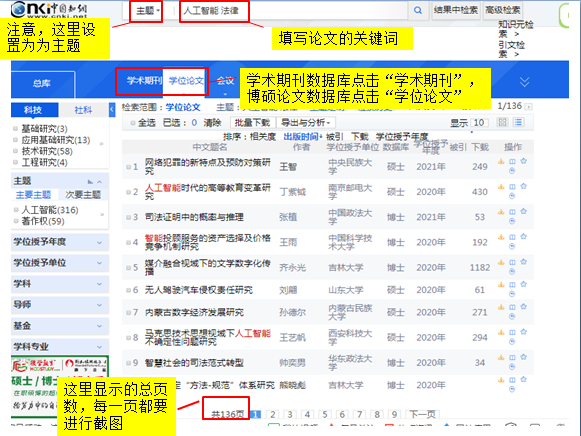 cnki 中国知网
cnki.net
主题
人工智能 法律
结果中检索
高级检索
知识元检索 >
引文检索 >
注意，这里设置为为主题
填写论文的关键词
总库
学术期刊
学位论文
会议
学术期刊数据库点击“学术期刊”，
博硕论文数据库点击“学位论文”
科技
社科
检索范围：学位论文
主题：
1/136
全选 已选：0 清除 批量下载 导出与分析
显示 10
排序：相关度 出版时间 被引 下载 学位授予年度
中文题名 作者 学位授予单位 数据库 学位授予年度 被引 下载 操作
基础研究(3)
应用基础研究(13)
技术研究(58)
工程研究(4)
主题
主要主题 次要主题
人工智能(316)
著作权(59)
学位授予年度
学位授予单位
学科
导师
基金
学科专业
1 网络犯罪的新特点及预防对策研究 王智 中央民族大学 硕士 2021年 249
2 人工智能时代的高等教育变革研究 丁紫钺 南京邮电大学 硕士 2020年 430
3 司法证明中的概率与推理 张植 中国政法大学 博士 2021年 53
4 智能投顾服务的资产选择及价格竞争机制研究 王雨 中国科学技术大学 博士 2020年 192
5 媒介融合视域下的文学数字化传播 齐永光 吉林大学 博士 2020年 1182
6 无人驾驶汽车侵权责任研究 刘翮 山东大学 硕士 2020年 61
7 内蒙古数字经济发展研究 孙德尔 内蒙古民族大学 硕士 2020年 271
8 马克思技术思想视域下人工智能不确定性问题研究 王艺帆 西安科技大学 硕士 2020年 294
9 智慧社会的司法范式转型 帅奕男 华东政法大学 博士 2020年 34
“方法-规范”体系研究 熊晓彪 吉林大学 博士 2020年
这里显示的总页数，每一页都要进行截图
共136页 1 2 3 4 5 6 7 8 9 下一页